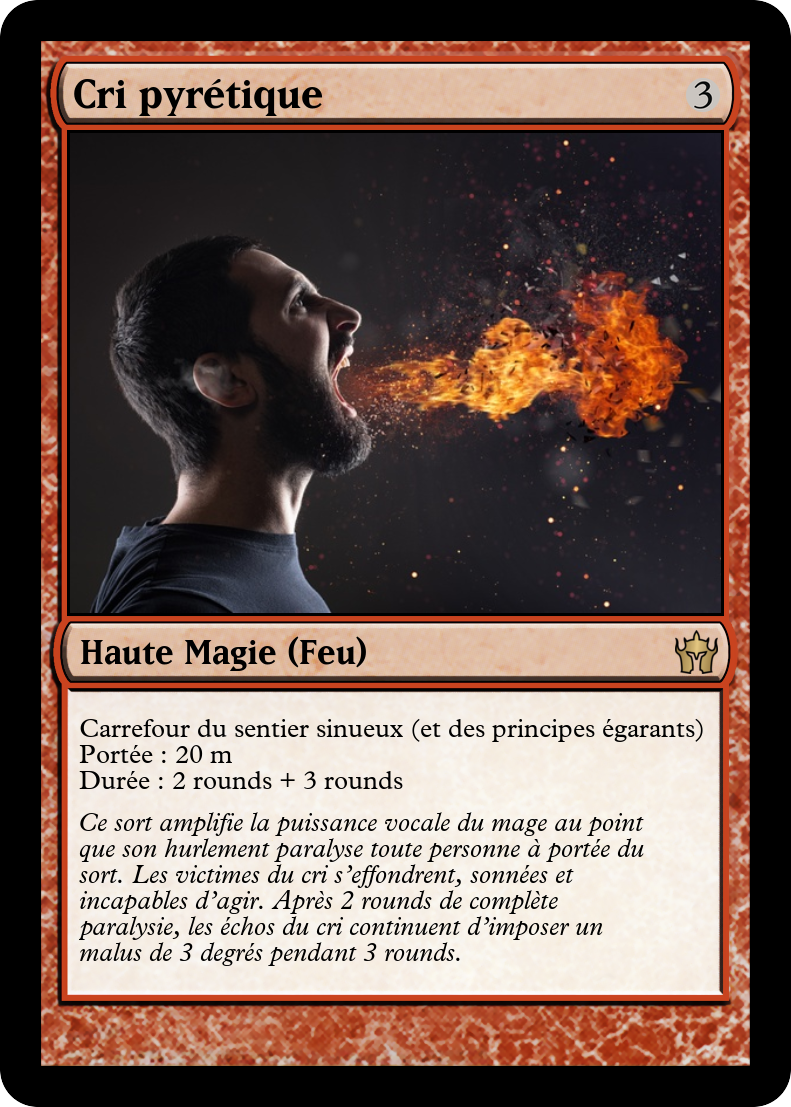 Cri pyrétique
3
Haute Magie (Feu)
Carrefour du sentier sinueux (et des principes égarants)
Portée : 20 m
Durée : 2 rounds + 3 rounds
Ce sort amplifie la puissance vocale du mage au point
que son hurlement paralyse toute personne à portée du
sort. Les victimes du cri s'effondrent, sonnées et
incapables d'agir. Après 2 rounds de complète
paralysie, les échos du cri continuent d'imposer un
malus de 3 degrés pendant 3 rounds.